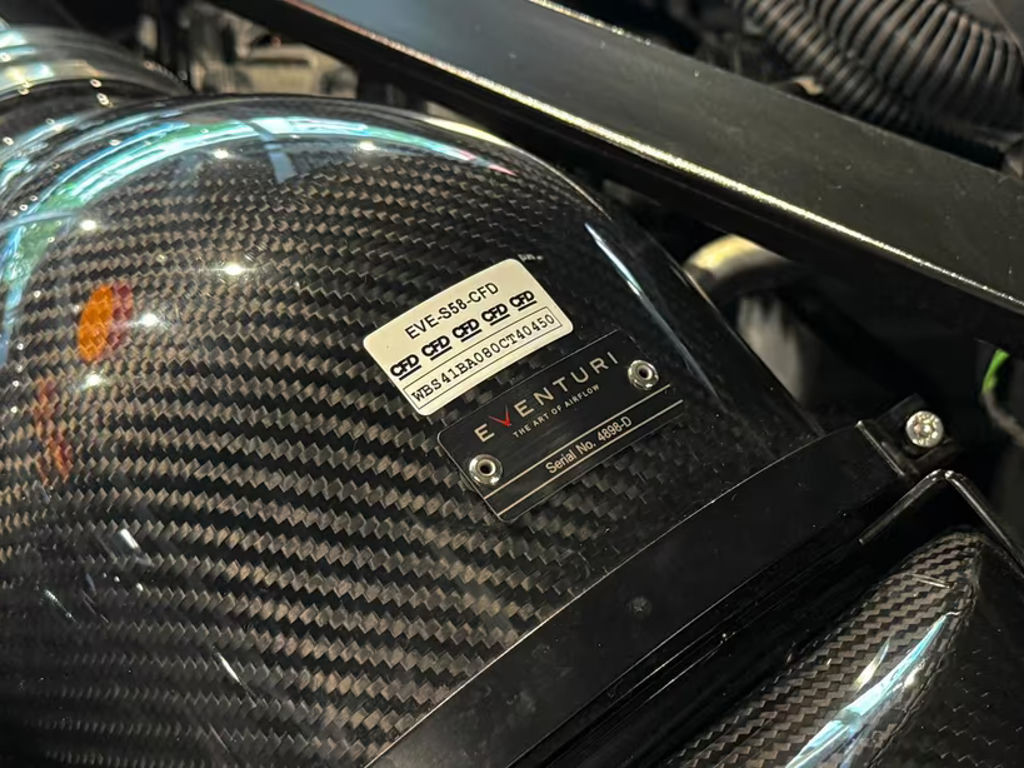 EVE-S58-CFD
CFD CFD CFD CFD CFD
WBS41BA080CT40450
EVENTURI
THE ART OF AIRFLOW
Serial No. 4898-D